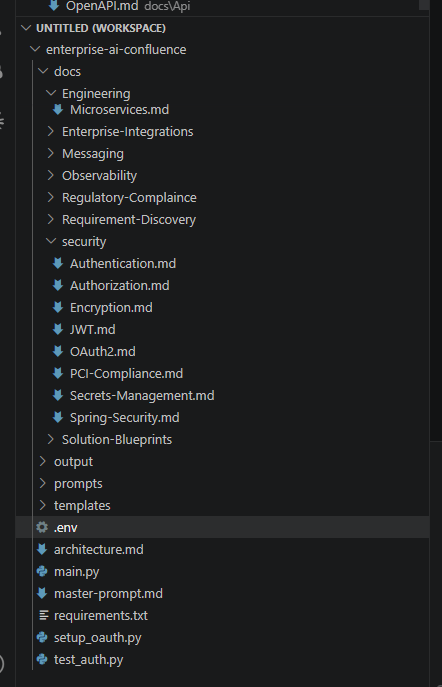 OpenAPI.md docs\Api
UNTITLED (WORKSPACE)
enterprise-ai-confluence
docs
Engineering
Microservices.md
Enterprise-Integrations
Messaging
Observability
Regulatory-Complaince
Requirement-Discovery
security
Authentication.md
Authorization.md
Encryption.md
JWT.md
OAuth2.md
PCI-Compliance.md
Secrets-Management.md
Spring-Security.md
Solution-Blueprints
output
prompts
templates
.env
architecture.md
main.py
master-prompt.md
requirements.txt
setup_oauth.py
test_auth.py